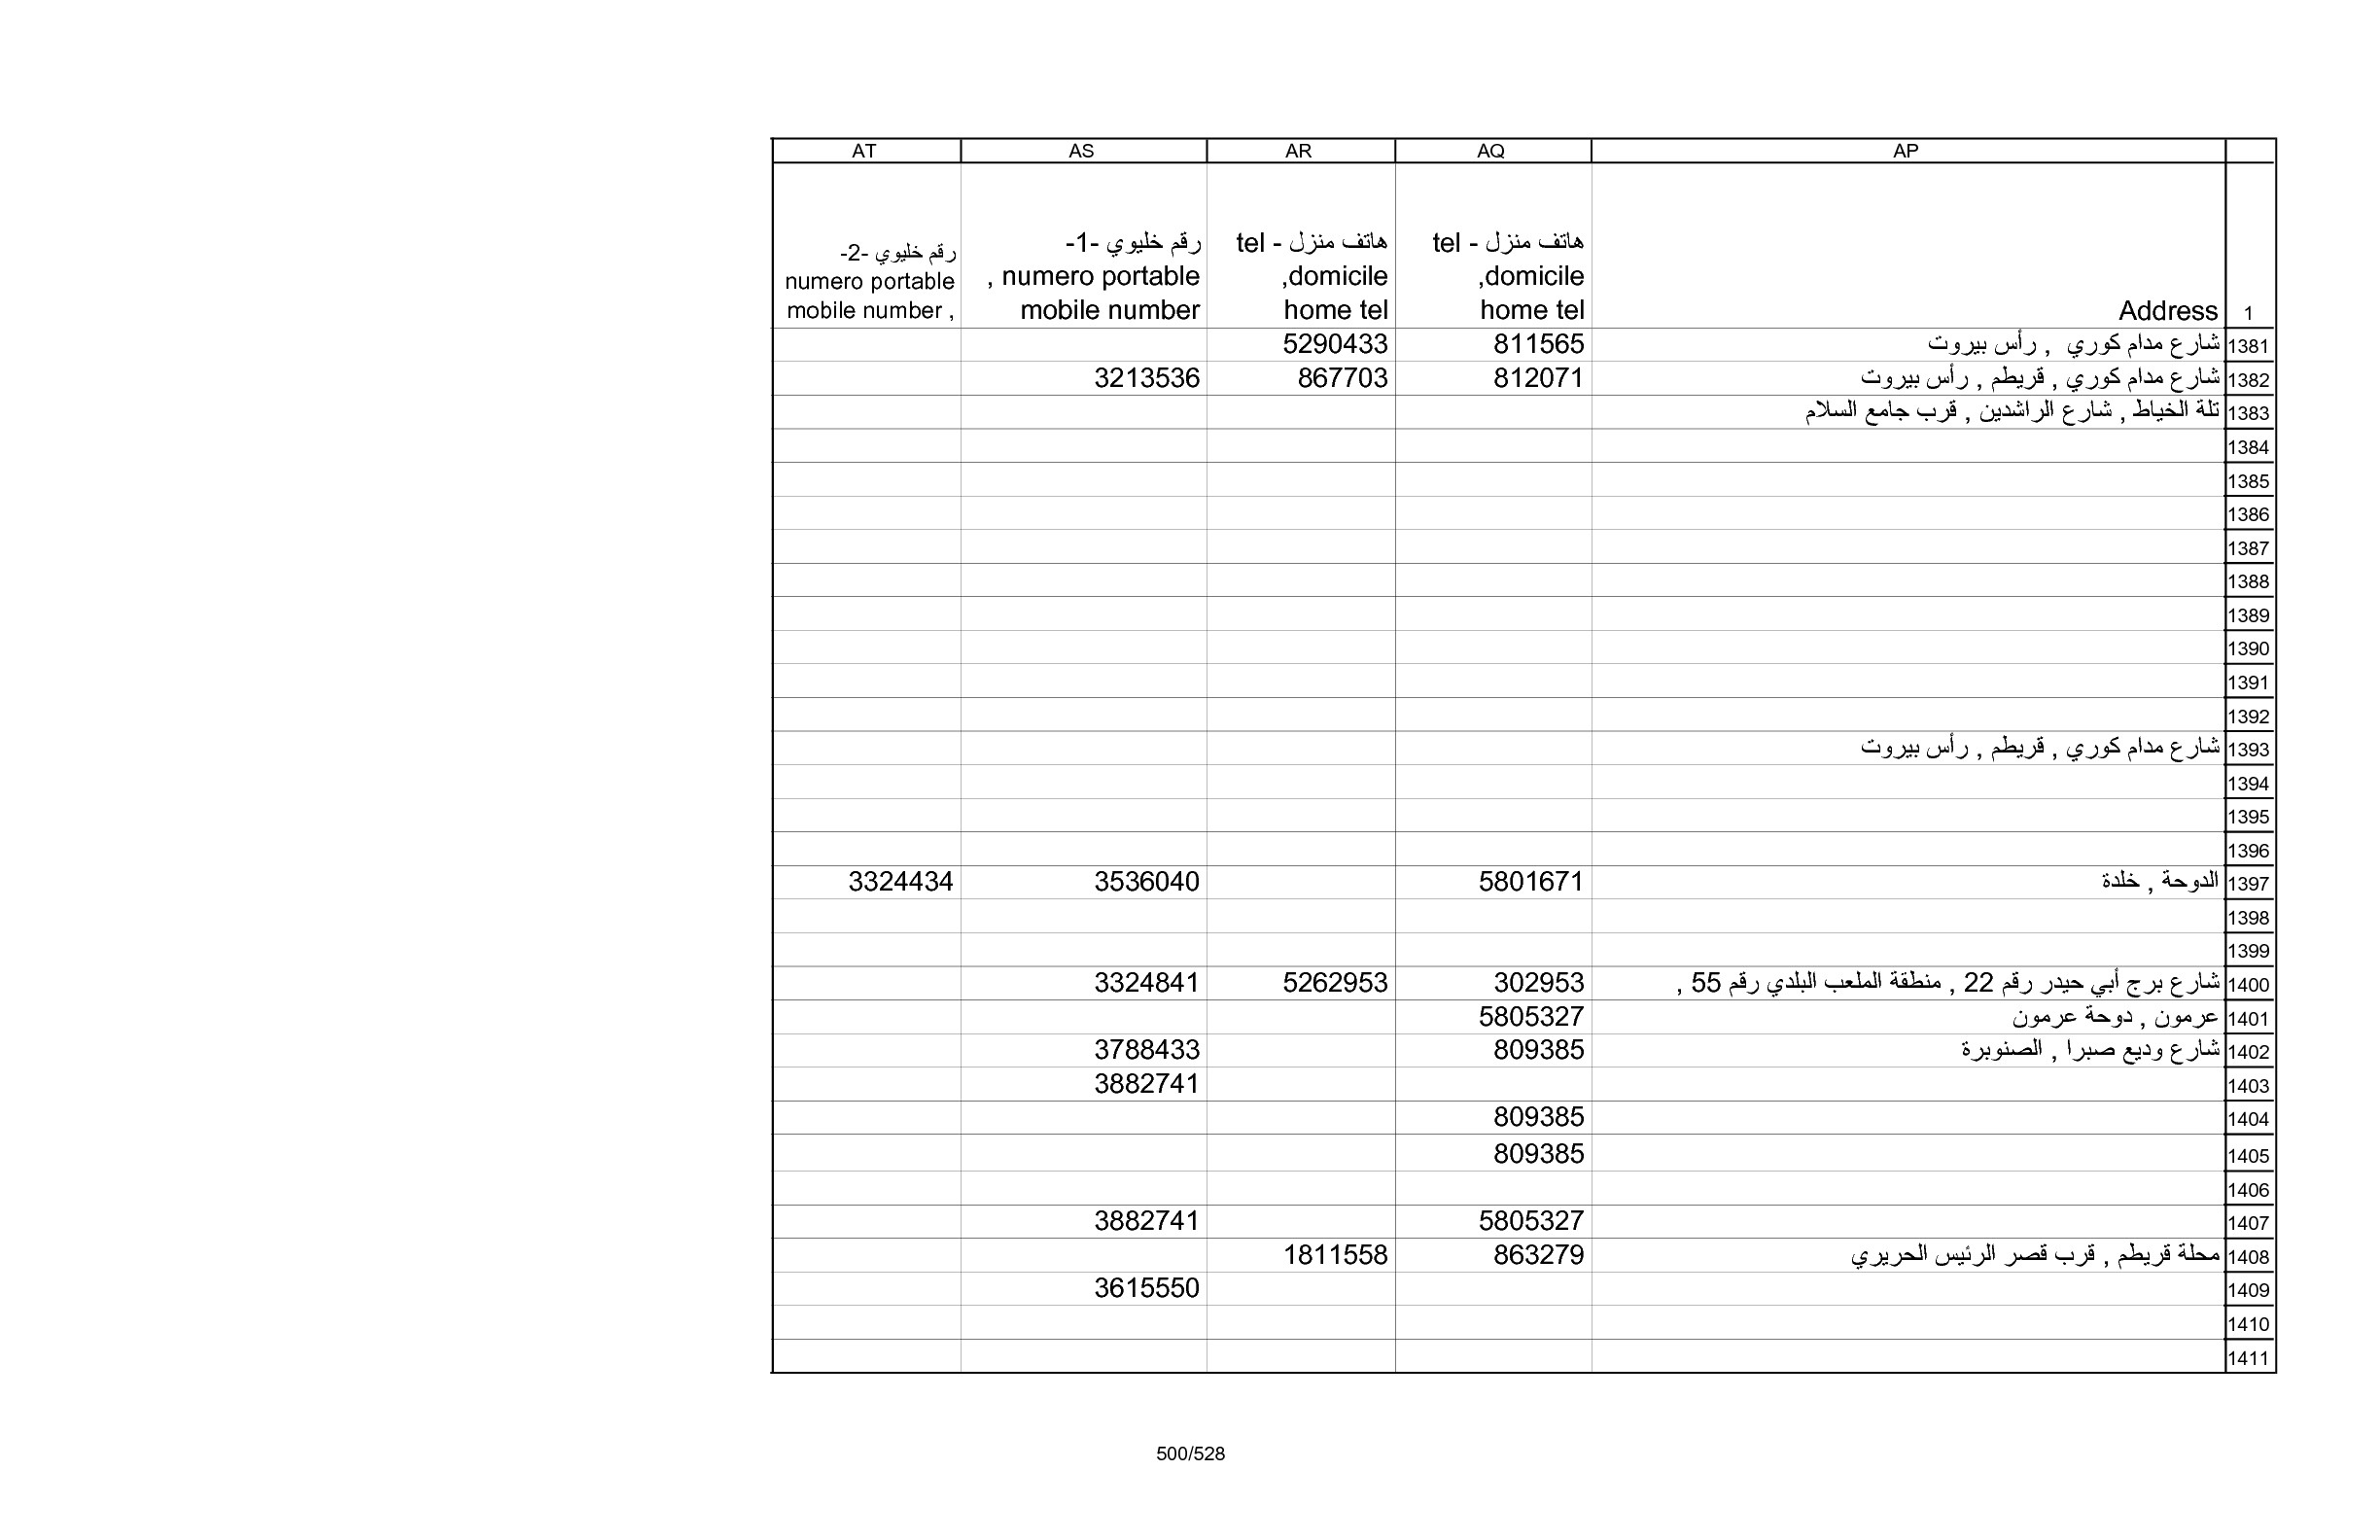 AP AQ AR AS AT
1 Address هاتف منزل - tel domicile, home tel هاتف منزل - tel domicile, home tel رقم خليوي -1- numero portable , mobile number رقم خليوي -2- numero portable mobile number ,
1381 شارع مدام كوري , رأس بيروت 811565 5290433
1382 شارع مدام كوري , قريطم , رأس بيروت 812071 867703 3213536
1383 تلة الخياط , شارع الراشدين , قرب جامع السلام
1384
1385
1386
1387
1388
1389
1390
1391
1392
1393 شارع مدام كوري , قريطم , رأس بيروت
1394
1395
1396
1397 الدوحة , خلدة 5801671 3536040 3324434
1398
1399
1400 شارع برج أبي حيدر رقم 22 , منطقة الملعب البلدي رقم 55 , 302953 5262953 3324841
1401 عرمون , دوحة عرمون 5805327
1402 شارع وديع صبرا , الصنوبرة 809385 3788433
1403 3882741
1404 809385
1405 809385
1406
1407 5805327 3882741
1408 محلة قريطم , قرب قصر الرئيس الحريري 863279 1811558
1409 3615550
1410
1411
500/528